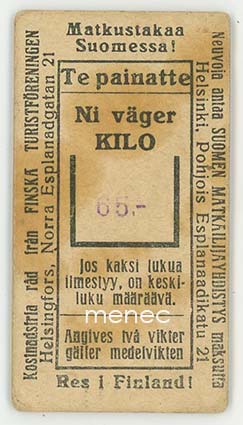 Matkustakaa
Suomessa!
Te painatte
Ni väger
KILO
65.-
Jos kaksi lukua
ilmestyy, on keski-
luku määräävä.
menec
Angives två vikter
gäller medelvikten
Res i Finland!
Kostnadsfria råd från FINSKA TURISTFÖRENINGEN
Helsingfors, Norra Esplanadgatan 21
Neuvoja antaa SUOMEN MATKAILIJAYHDISTYS maksutta
Helsinki, Pohjois Esplanaadikatu 21